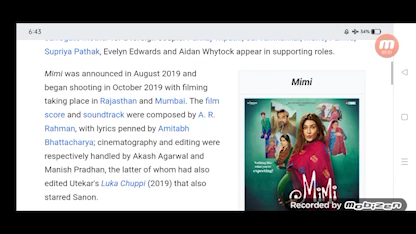 6:43
54%
Supriya Pathak, Evelyn Edwards and Aidan Whytock appear in supporting roles.
Mimi was announced in August 2019 and
began shooting in October 2019 with filming
taking place in Rajasthan and Mumbai. The film
score and soundtrack were composed by A. R.
Rahman, with lyrics penned by Amitabh
Bhattacharya; cinematography and editing were
respectively handled by Akash Agarwal and
Manish Pradhan, the latter of whom had also
edited Utekar's Luka Chuppi (2019) that also
starred Sanon.
Mimi
expecting!
MiMi
Recorded by mobizen